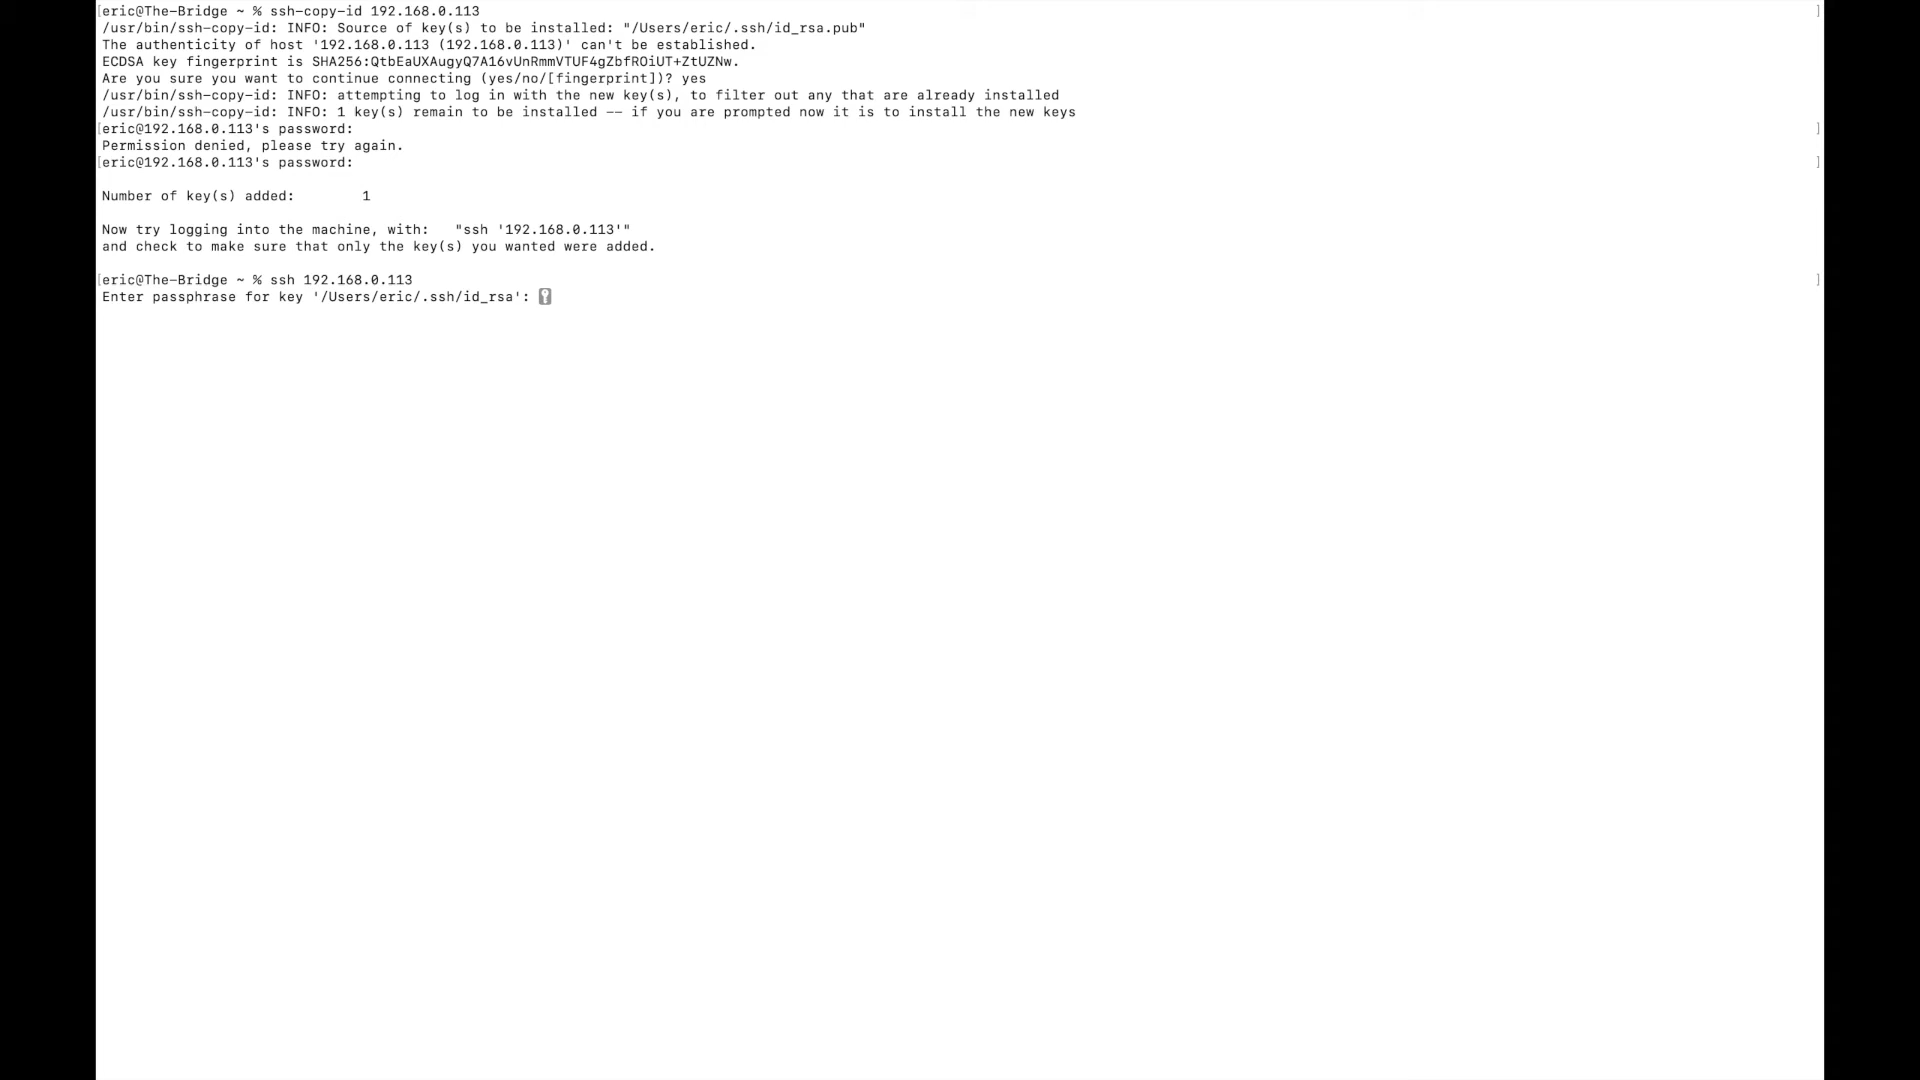 [eric@The-Bridge ~ % ssh-copy-id 192.168.0.113 ]
/usr/bin/ssh-copy-id: INFO: Source of key(s) to be installed: "/Users/eric/.ssh/id_rsa.pub"
The authenticity of host '192.168.0.113 (192.168.0.113)' can't be established.
ECDSA key fingerprint is SHA256:QtbEaUXAugyQ7A16vUnRmmVTUF4gZbfROiUT+ZtUZNw.
Are you sure you want to continue connecting (yes/no/[fingerprint])? yes
/usr/bin/ssh-copy-id: INFO: attempting to log in with the new key(s), to filter out any that are already installed
/usr/bin/ssh-copy-id: INFO: 1 key(s) remain to be installed -- if you are prompted now it is to install the new keys
[eric@192.168.0.113's password: ]
Permission denied, please try again.
[eric@192.168.0.113's password: ]
Number of key(s) added: 1
Now try logging into the machine, with: "ssh '192.168.0.113'"
and check to make sure that only the key(s) you wanted were added.
[eric@The-Bridge ~ % ssh 192.168.0.113 ]
Enter passphrase for key '/Users/eric/.ssh/id_rsa':